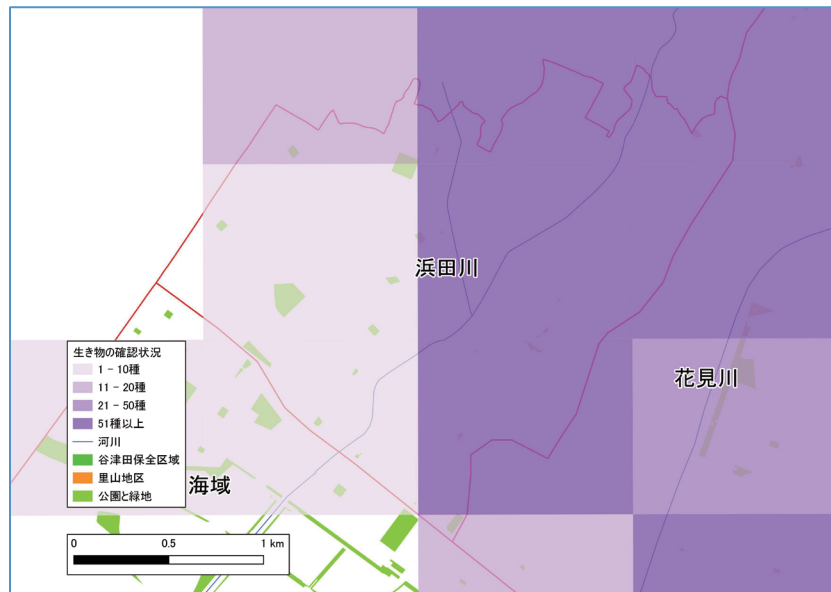 浜田川
花見川
生き物の確認状況
1 - 10種
11 - 20種
21 - 50種
51種以上
河川
谷津田保全区域
里山地区
公園と緑地
海域
0 0.5 1 km